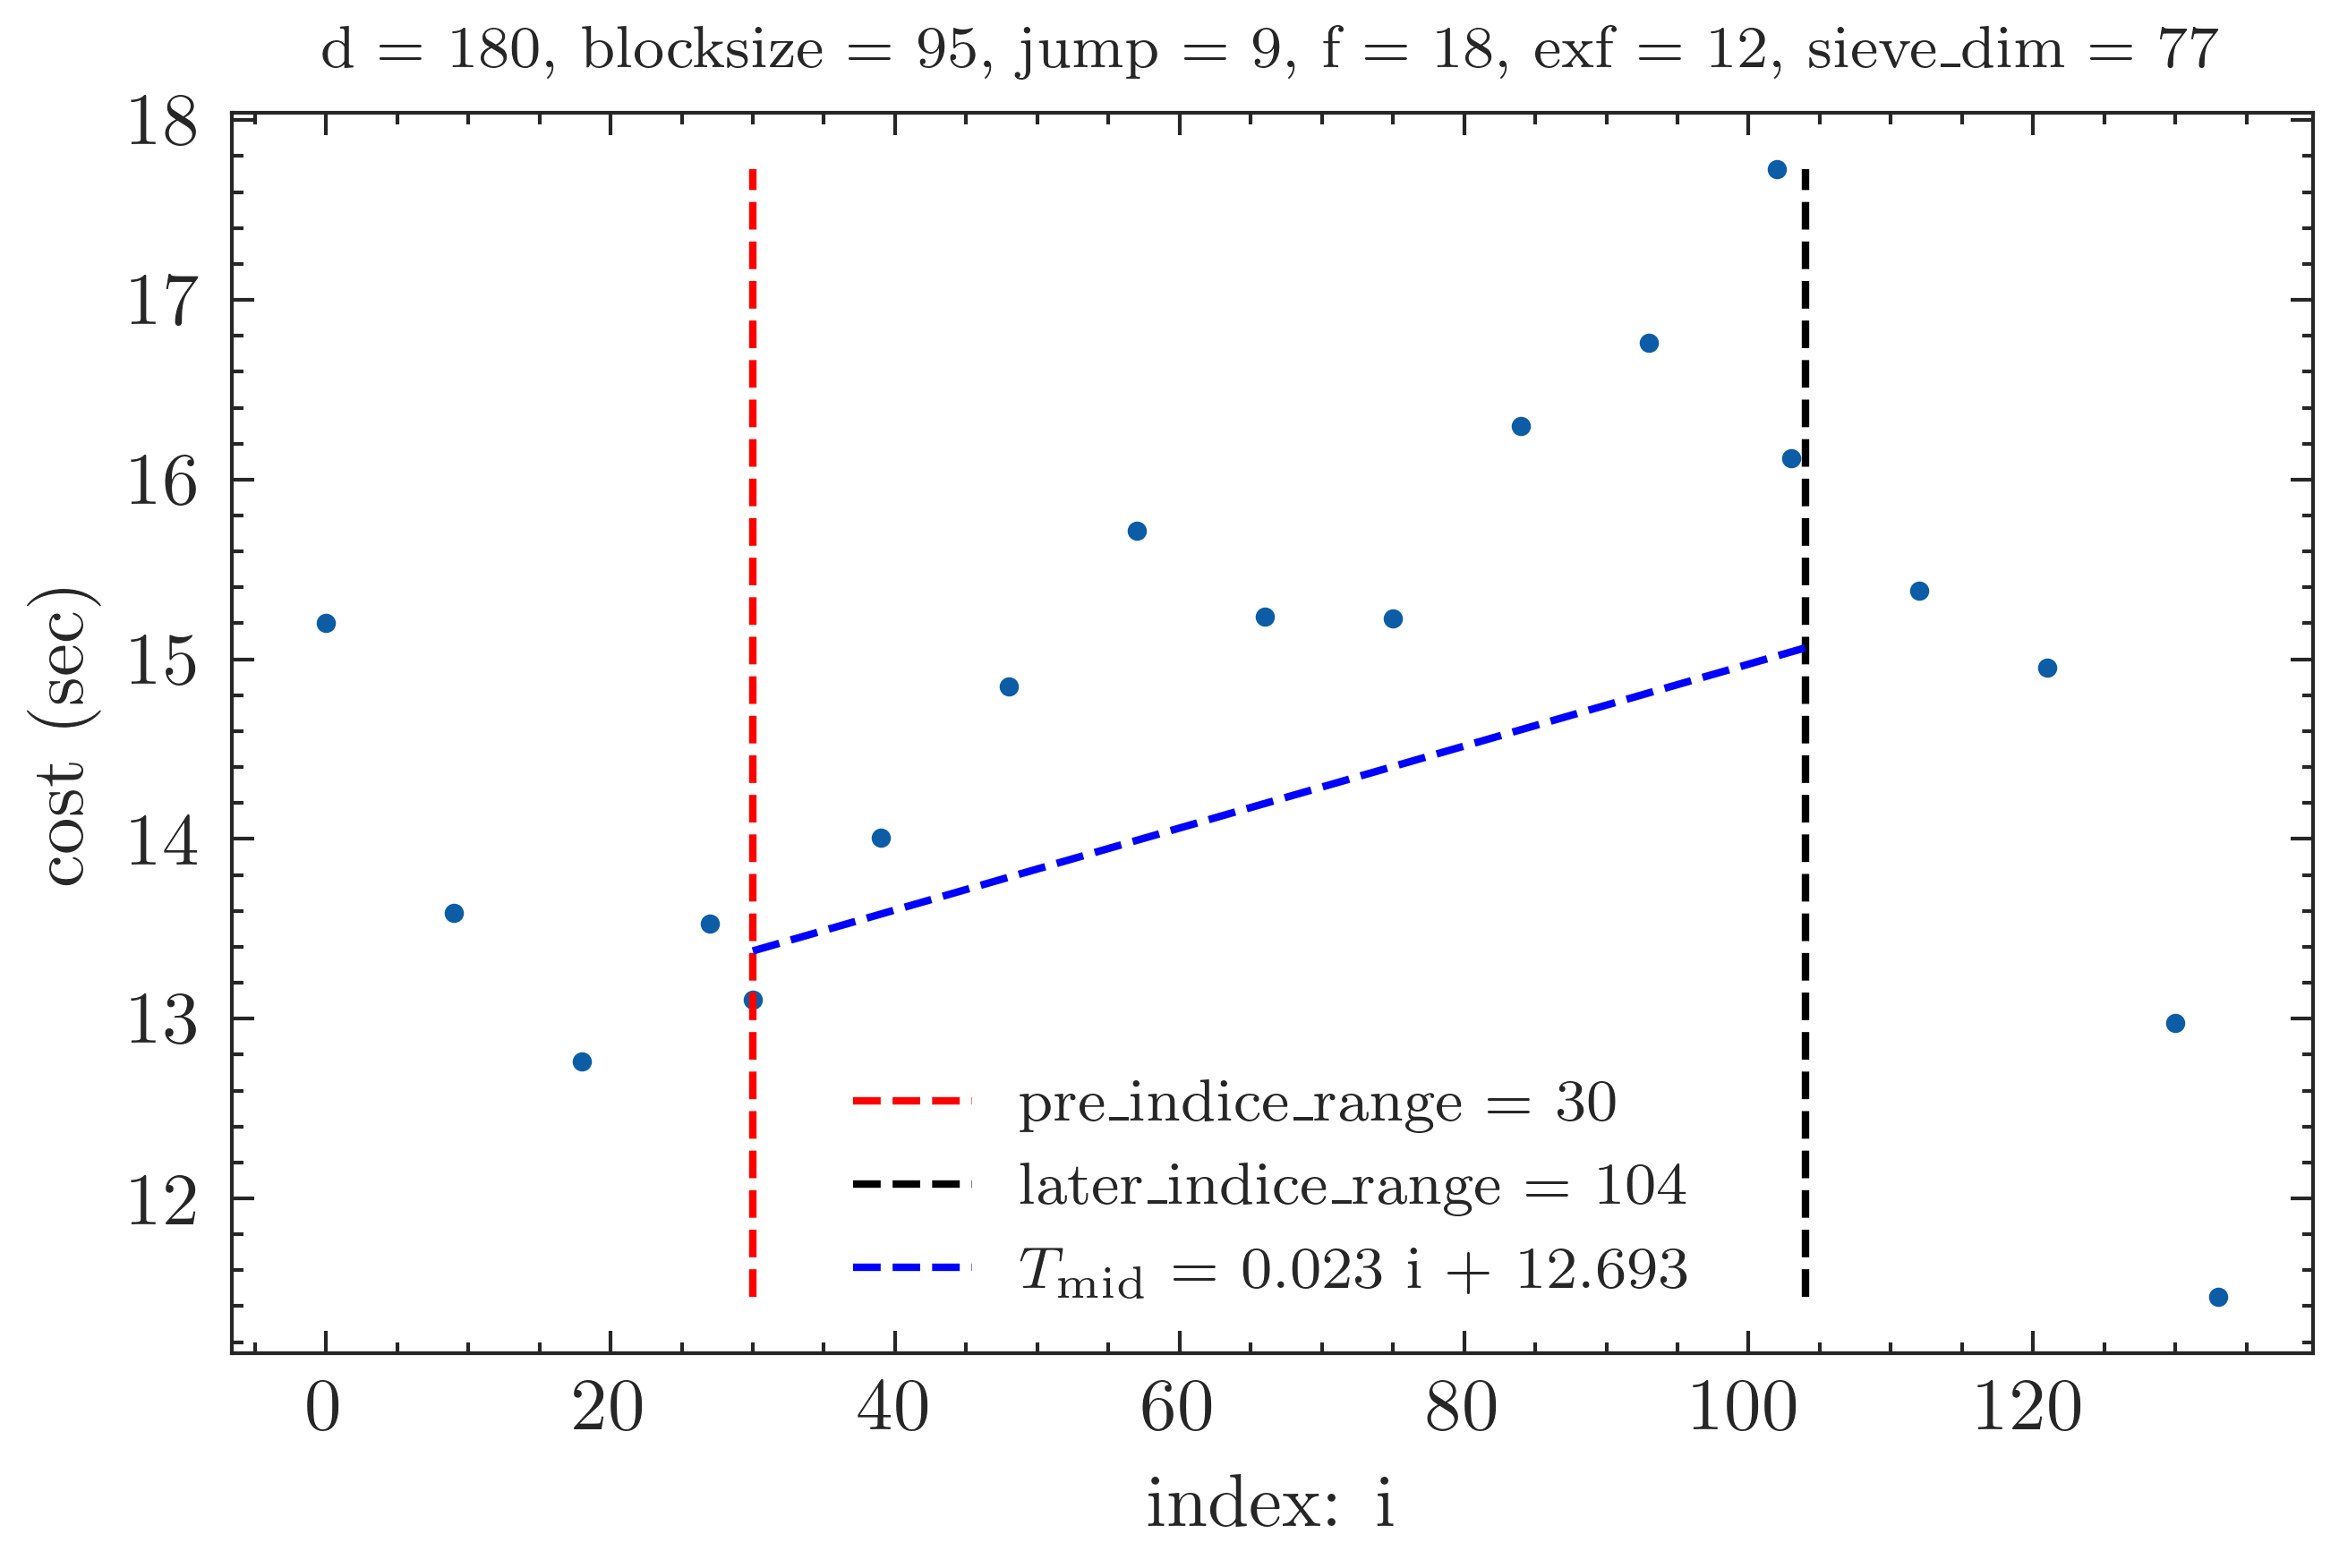 d = 180, blocksize = 95, jump = 9, f = 18, exf = 12, sieve_dim = 77
18
17
16
15
14
13
12
cost (sec)
pre_indice_range = 30
later_indice_range = 104
T_mid = 0.023 i + 12.693
0 20 40 60 80 100 120
index: i